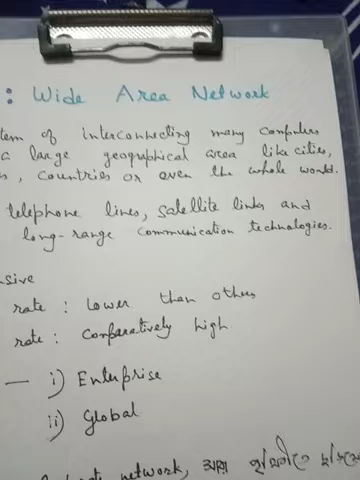 : Wide Area Network
of interconnecting many computers
a large geographical area like cities,
, countries or even the whole world.
telephone lines, satellite links and
long-range communication technologies.
rate : lower than others
rate : Comparatively high
— i) Enterprise
ii) Global
network,